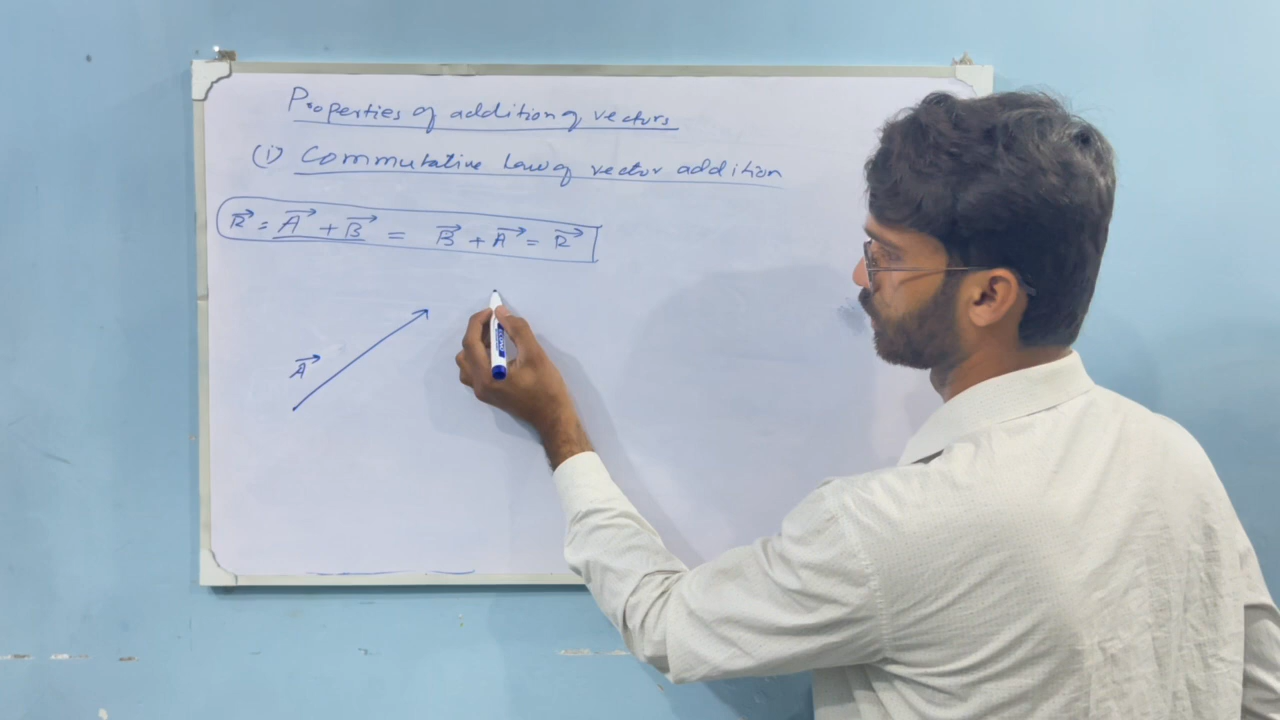 Properties of addition of vectors
(i) Commutative Law of vector addition
R⃗ = A⃗ + B⃗ = B⃗ + A⃗ = R⃗
A⃗